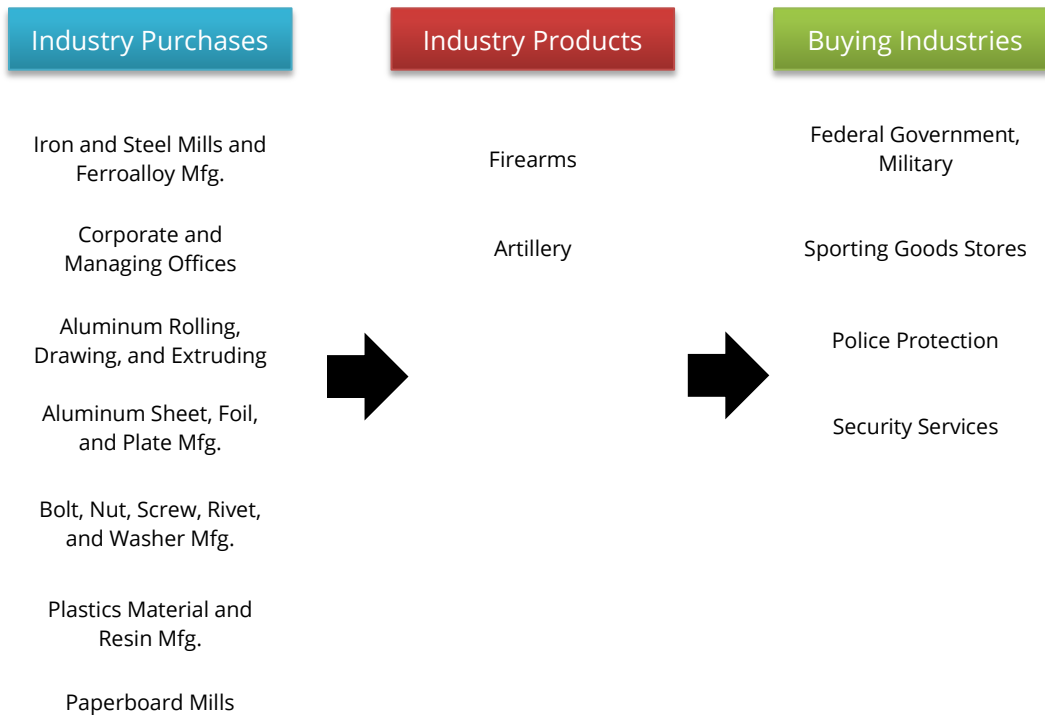 Industry Purchases
Industry Products
Buying Industries
Iron and Steel Mills and
Ferroalloy Mfg.
Corporate and
Managing Offices
Aluminum Rolling,
Drawing, and Extruding
Aluminum Sheet, Foil,
and Plate Mfg.
Bolt, Nut, Screw, Rivet,
and Washer Mfg.
Plastics Material and
Resin Mfg.
Paperboard Mills
Firearms
Artillery
Federal Government,
Military
Sporting Goods Stores
Police Protection
Security Services